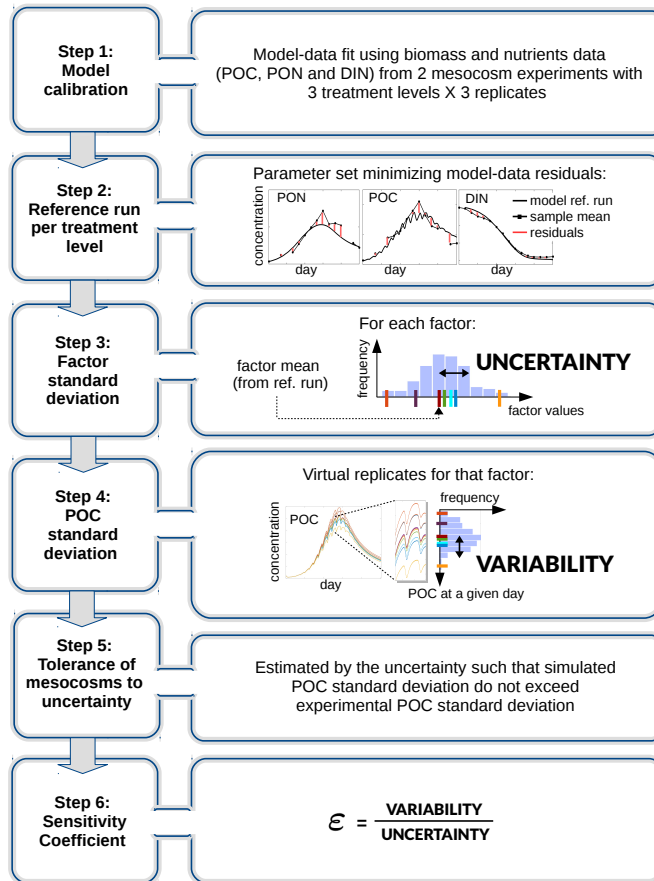 Step 1:
Model
calibration
Model-data fit using biomass and nutrients data
(POC, PON and DIN) from 2 mesocosm experiments with
3 treatment levels X 3 replicates
Step 2:
Reference run
per treatment
level
Parameter set minimizing model-data residuals:
PON
POC
DIN
model ref. run
sample mean
residuals
concentration
day
day
Step 3:
Factor
standard
deviation
For each factor:
factor mean
(from ref. run)
frequency
UNCERTAINTY
factor values
Step 4:
POC
standard
deviation
Virtual replicates for that factor:
concentration
POC
day
frequency
VARIABILITY
POC at a given day
Step 5:
Tolerance of
mesocosms to
uncertainty
Estimated by the uncertainty such that simulated
POC standard deviation do not exceed
experimental POC standard deviation
Step 6:
Sensitivity
Coefficient
ε = VARIABILITY
UNCERTAINTY